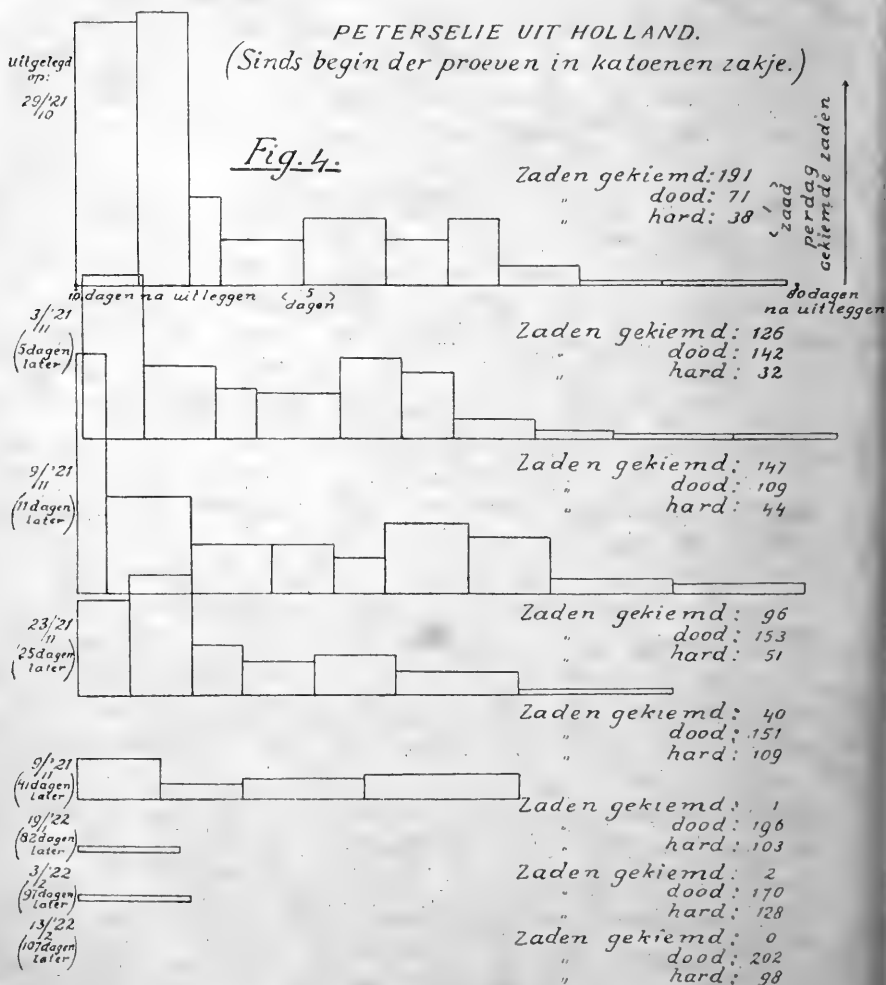 PETERSELIE UIT HOLLAND.
(Sinds begin der proeven in katoenen zakje.)
Uitgelegd
op:
29/'21
10
Fig. 4.
Zaden gekiemd: 191
„ dood: 71
„ hard: 38
(1)
zaad
per dag
gekiemde zaden
10 dagen na uitleggen
(5)
dagen
80 dagen
na uitleggen
3/'21
11
(5 dagen
later)
Zaden gekiemd: 126
„ dood: 142
„ hard: 32
9/'21
11
(11 dagen
later)
Zaden gekiemd: 147
„ dood: 109
„ hard: 44
23/'21
11
(25 dagen
later)
Zaden gekiemd: 96
„ dood: 153
„ hard: 51
9/'21
11
(41 dagen
later)
Zaden gekiemd: 40
„ dood: 151
„ hard: 109
19/'22
1
(82 dagen
later)
Zaden gekiemd: 1
„ dood: 196
„ hard: 103
3/'22
2
(97 dagen
later)
Zaden gekiemd: 2
„ dood: 170
„ hard: 128
13/'22
2
(107 dagen
later)
Zaden gekiemd: 0
„ dood: 202
„ hard: 98